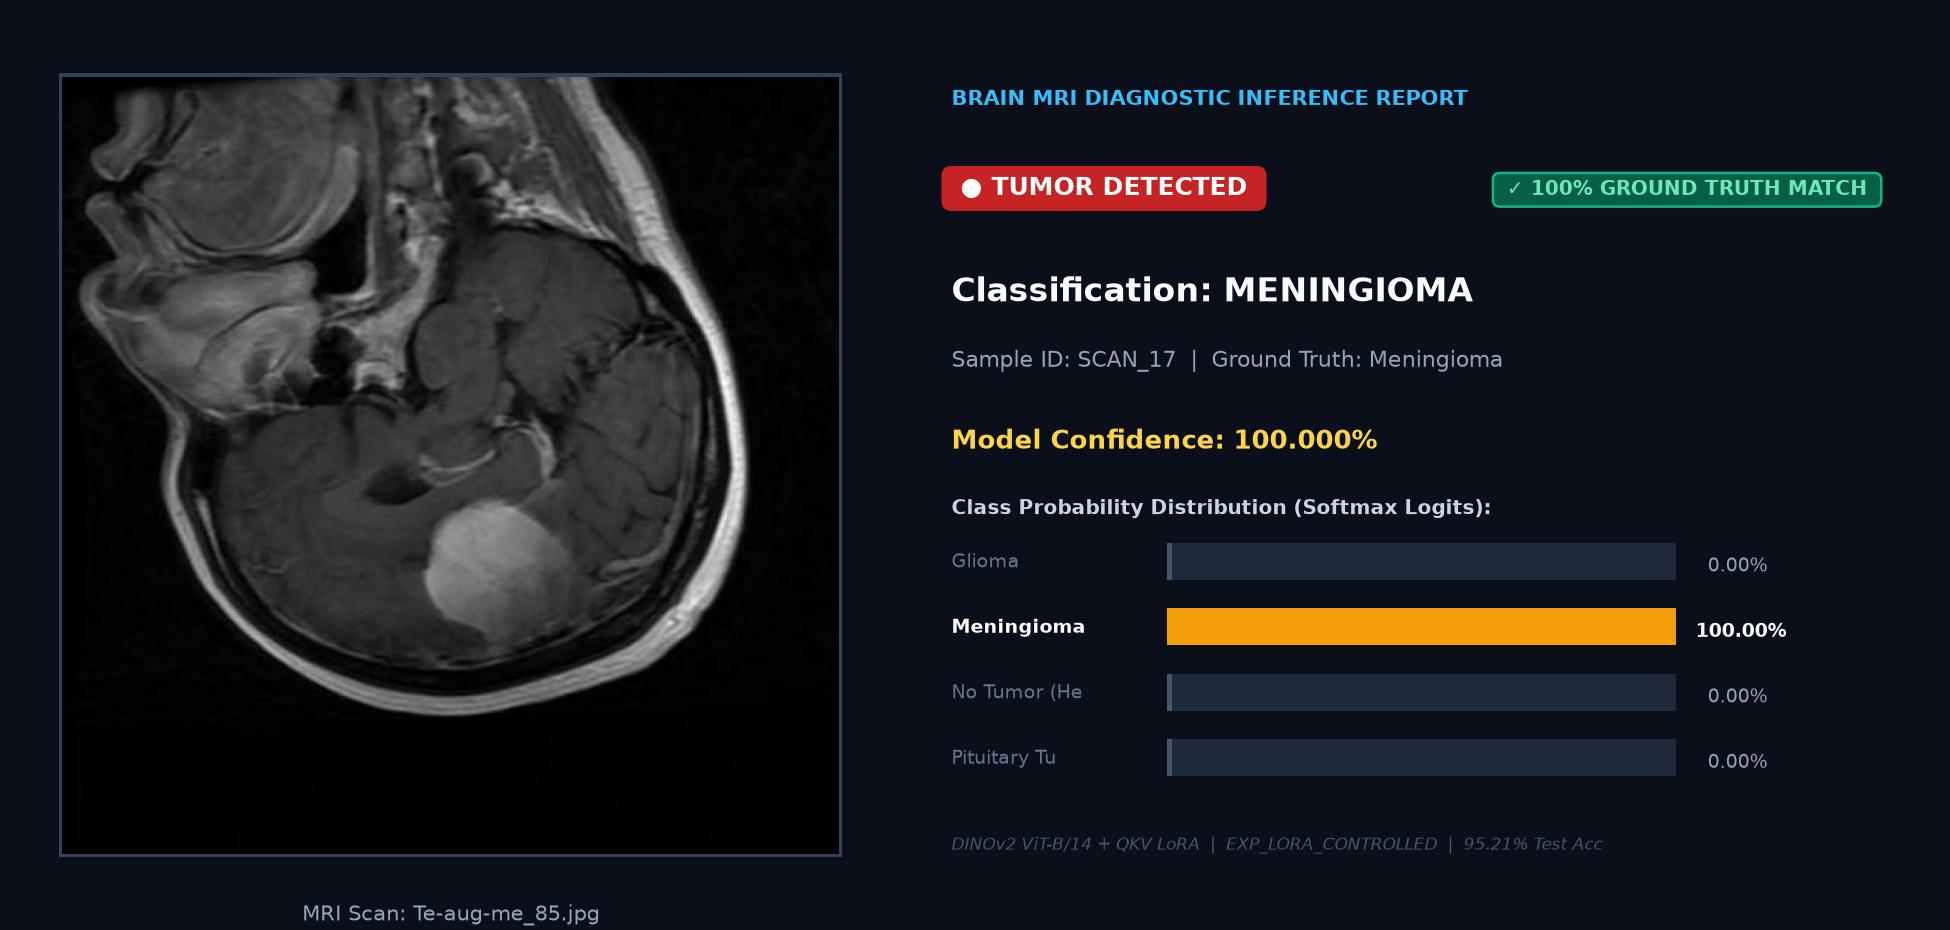 BRAIN MRI DIAGNOSTIC INFERENCE REPORT
● TUMOR DETECTED
✓ 100% GROUND TRUTH MATCH
Classification: MENINGIOMA
Sample ID: SCAN_17 | Ground Truth: Meningioma
Model Confidence: 100.000%
Class Probability Distribution (Softmax Logits):
Glioma 0.00%
Meningioma 100.00%
No Tumor (He 0.00%
Pituitary Tu 0.00%
DINOv2 ViT-B/14 + QKV LoRA | EXP_LORA_CONTROLLED | 95.21% Test Acc
MRI Scan: Te-aug-me_85.jpg